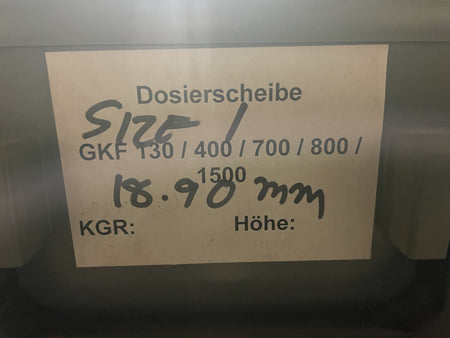 Dosierscheibe
SIZE 1
GKF 130 / 400 / 700 / 800 /
1500
18.90 mm
KGR: Höhe: